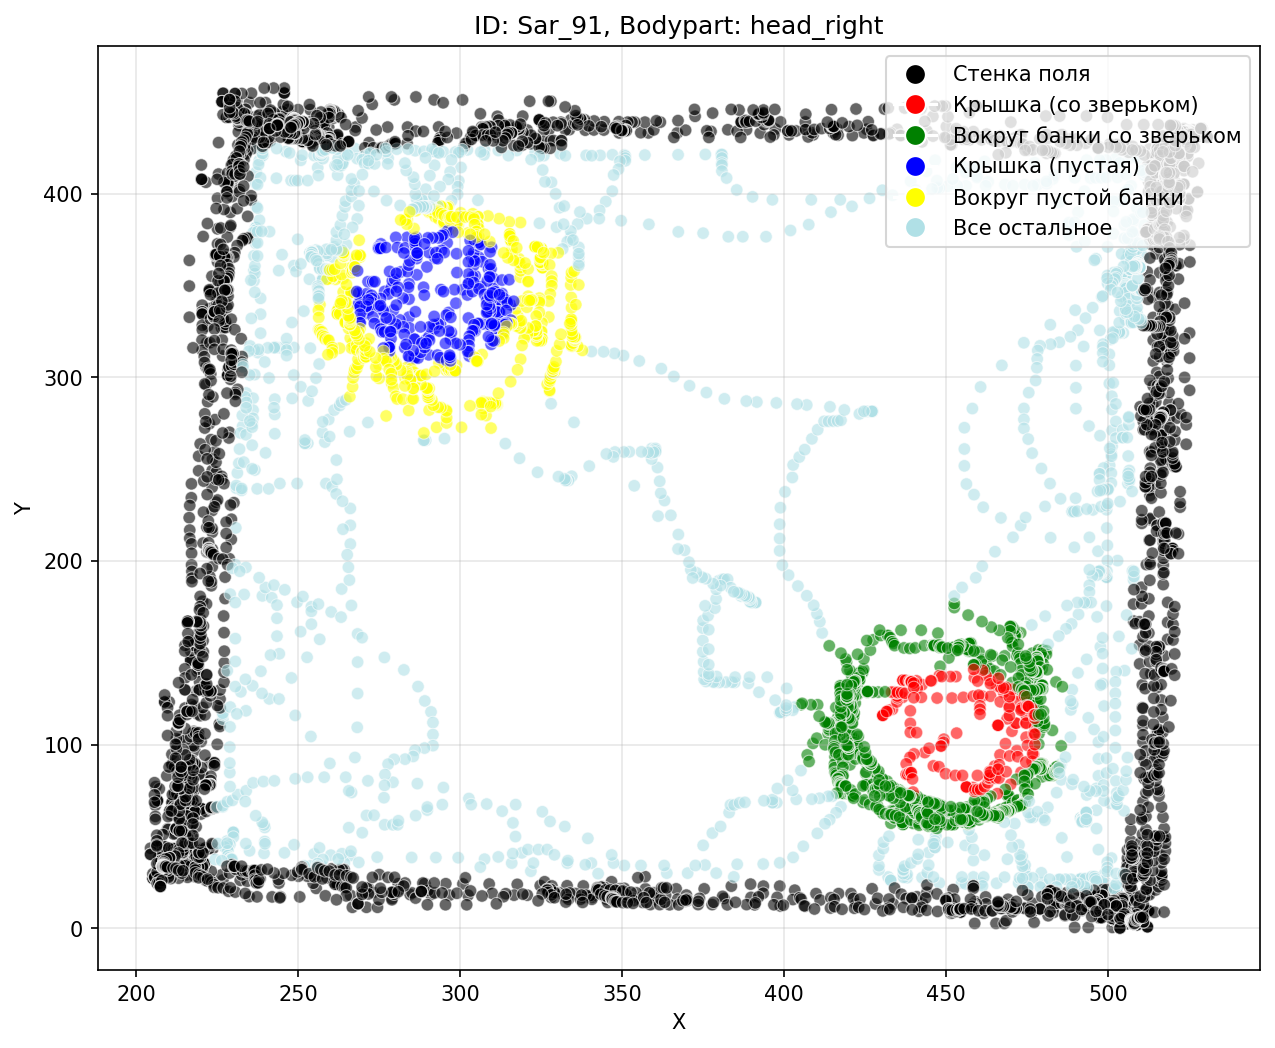 ID: Sar_91, Bodypart: head_right
Стенка поля
Крышка (со зверьком)
Вокруг банки со зверьком
Крышка (пустая)
Вокруг пустой банки
Все остальное
400
300
200
100
0
Y
200
250
300
350
400
450
500
X